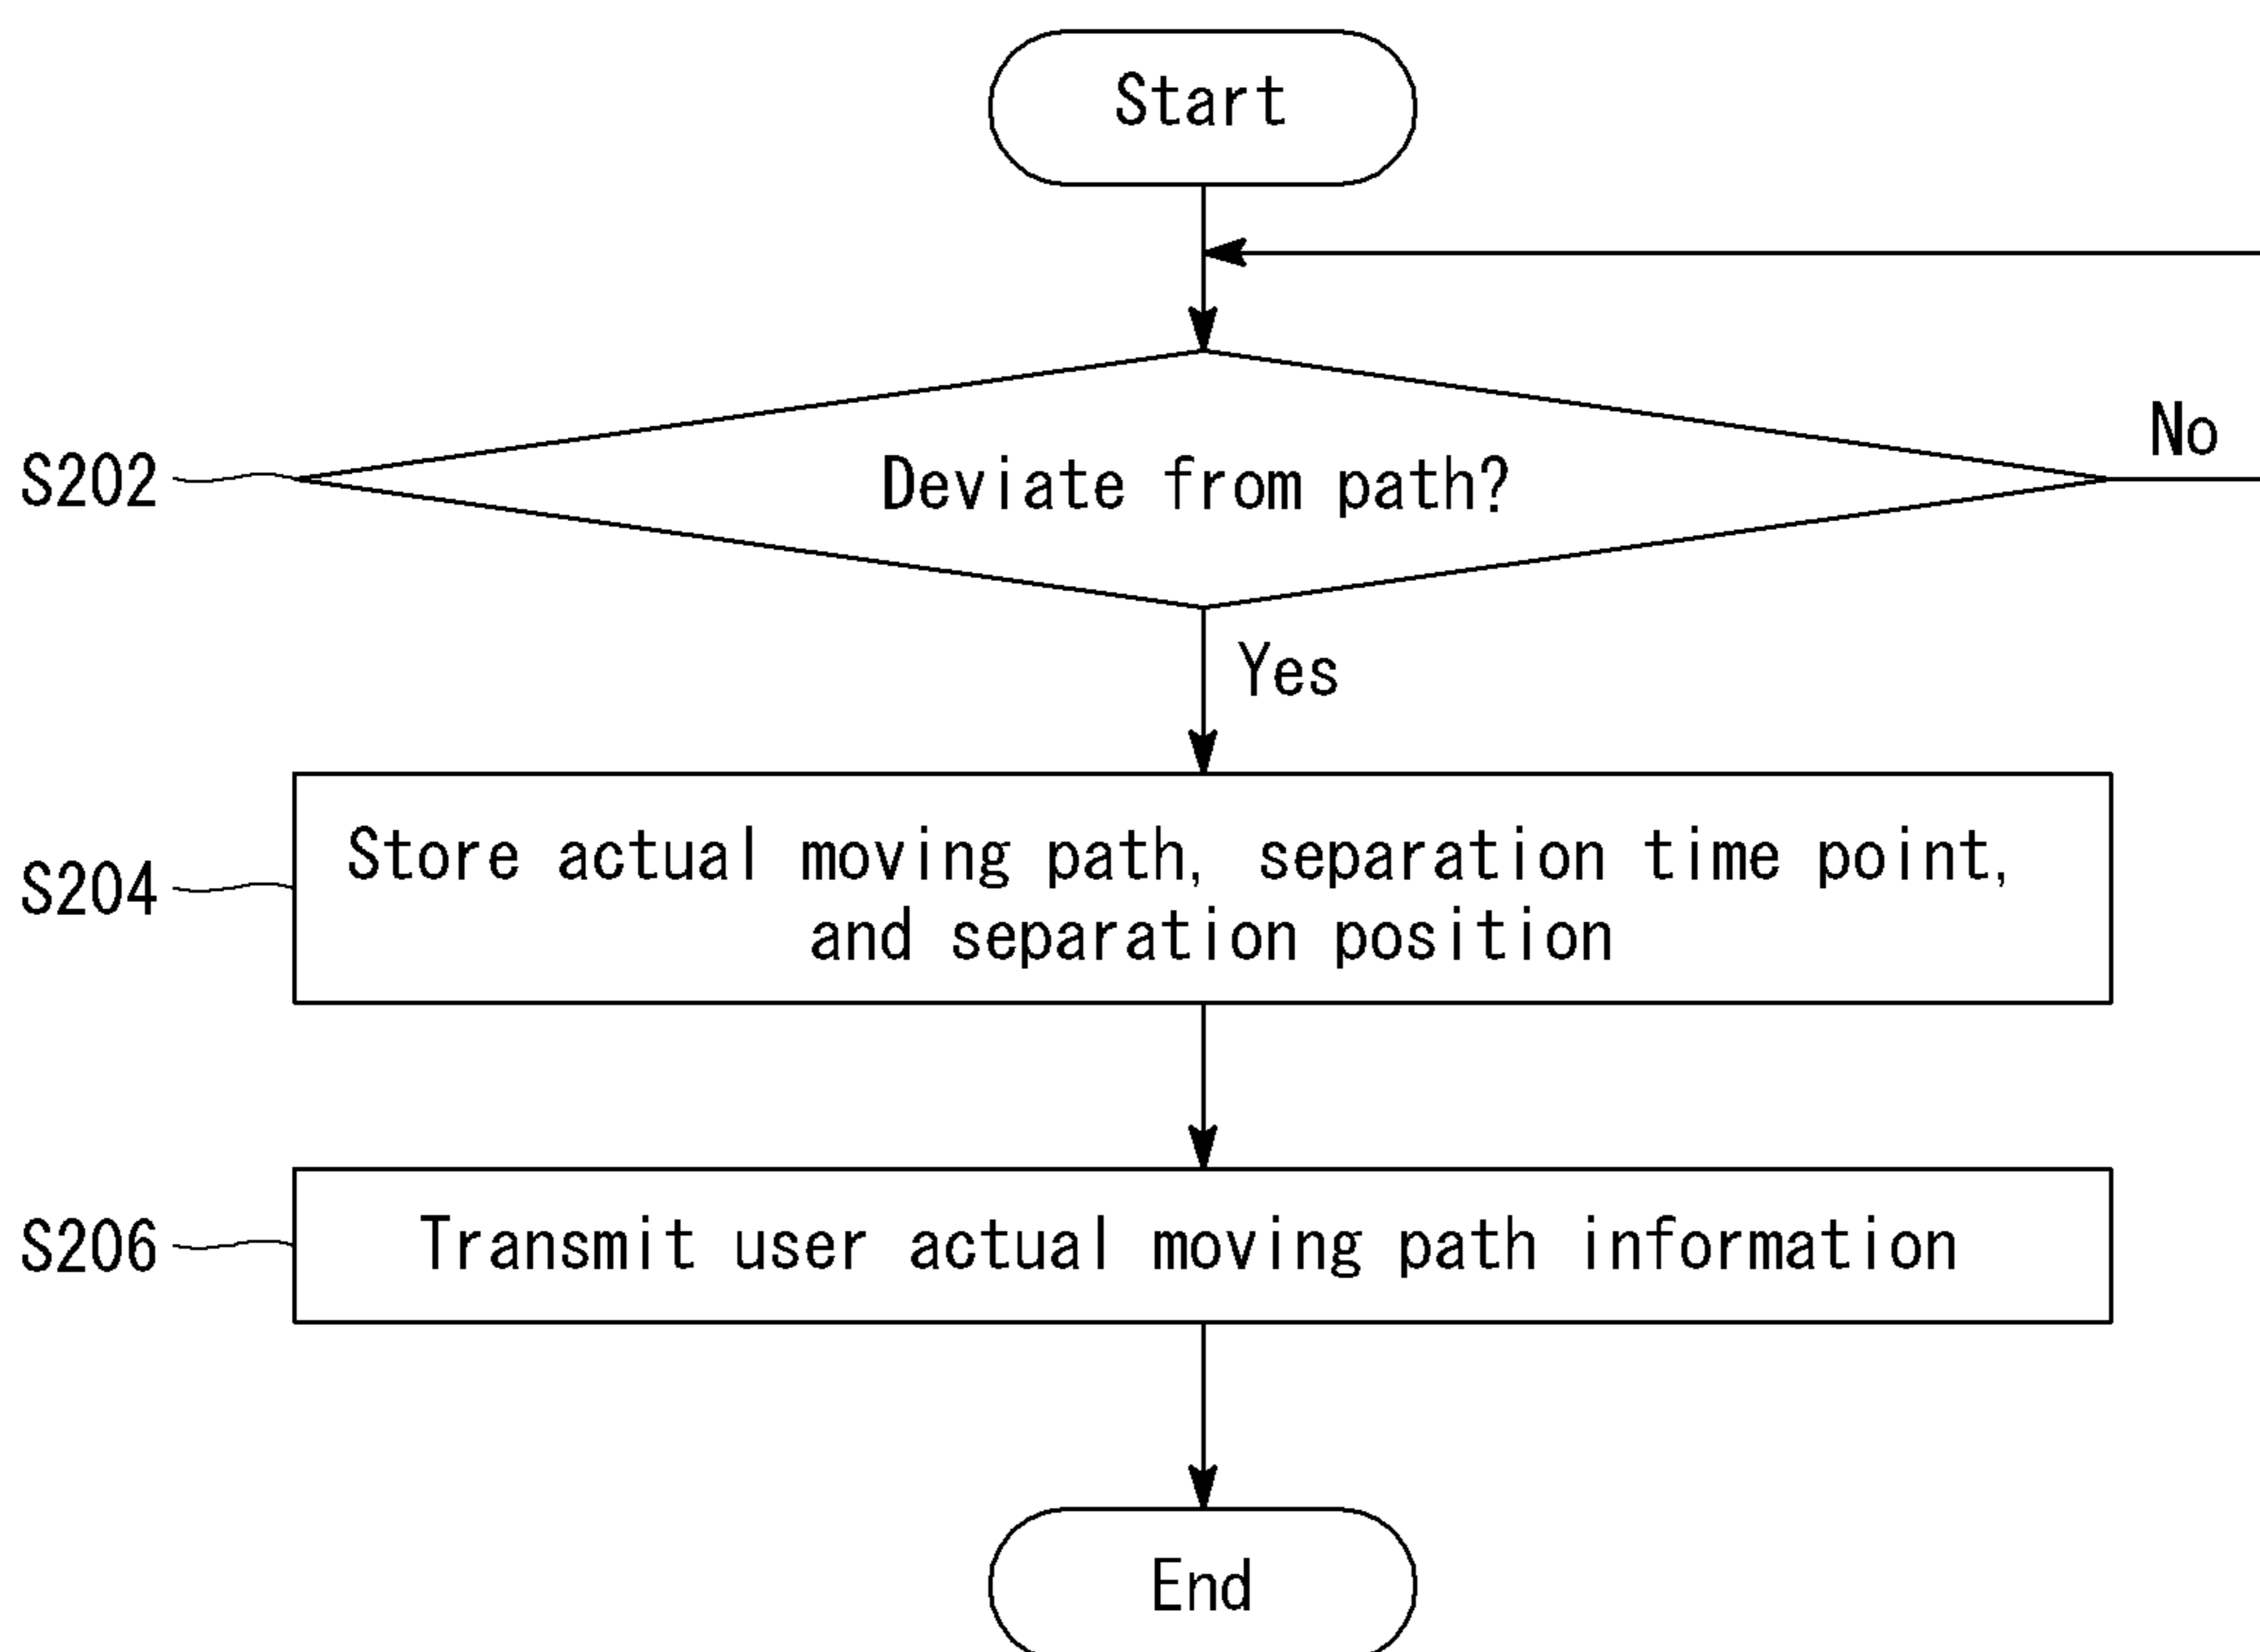 Start
No
S202
Deviate from path?
Yes
S204
Store actual moving path, separation time point,
and separation position
S206
Transmit user actual moving path information
End